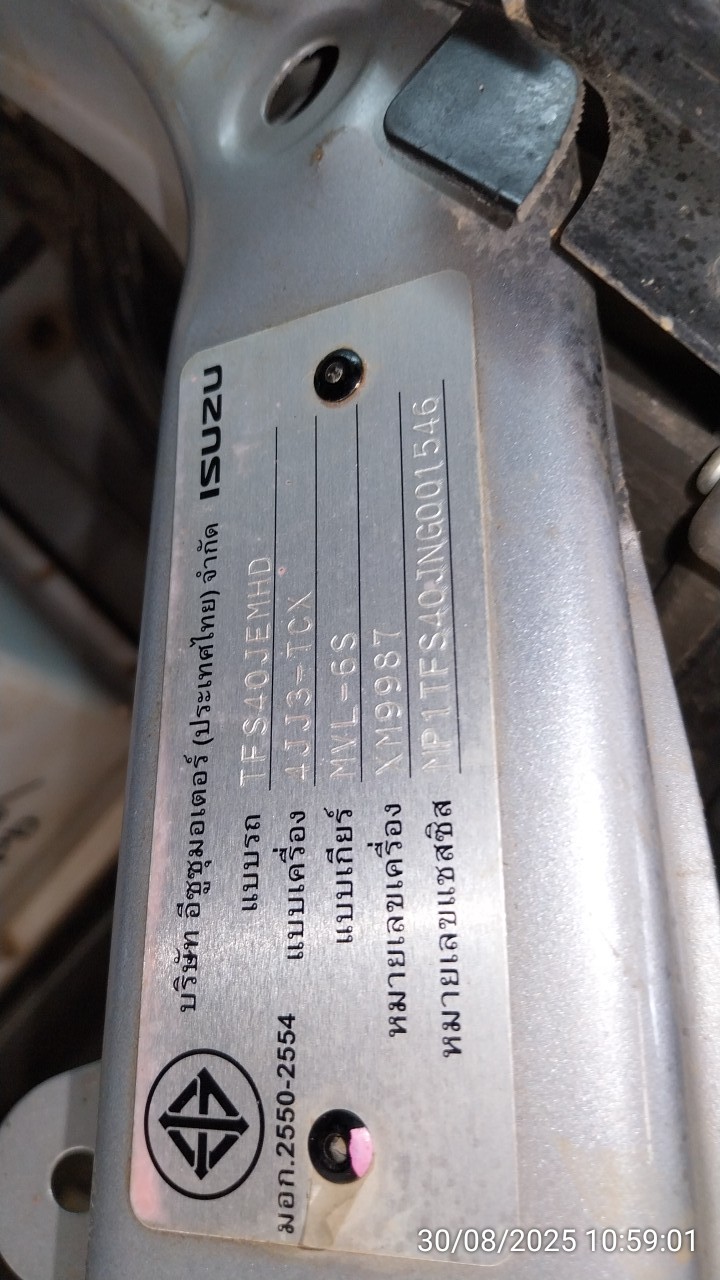 บริษัท อีซูซุมอเตอร์ (ประเทศไทย) จำกัด ISUZU
แบบรถ TFS40JEMHD
แบบเครื่อง 4JJ3-TCX
แบบเกียร์ MVL-6S
หมายเลขเครื่อง XM9987
หมายเลขแชสซิส MP1TFS40JNG001546
มอก.2550-2554
30/08/2025 10:59:01